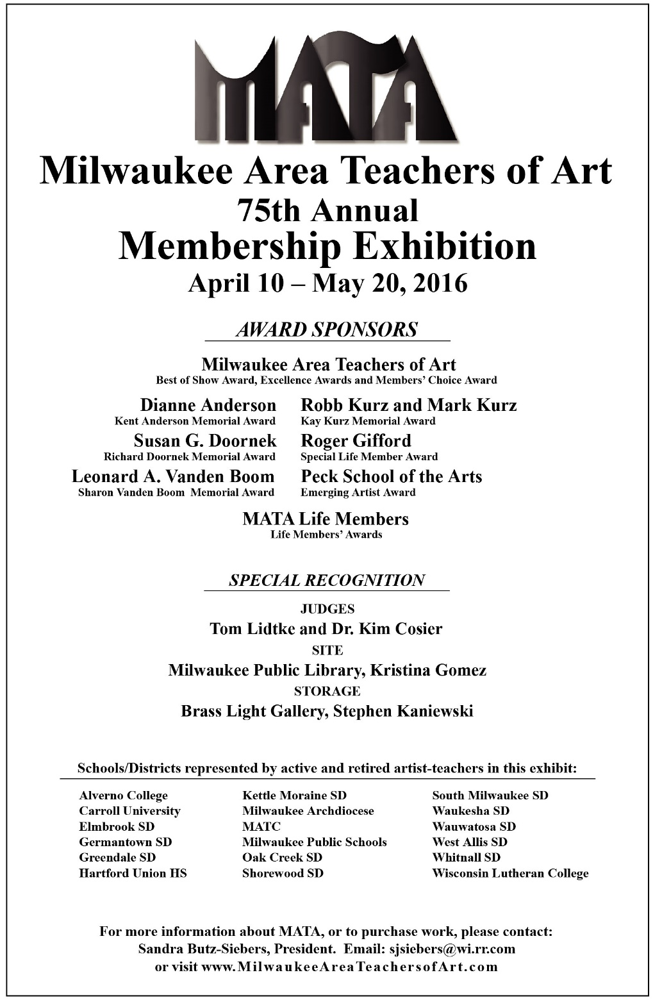 MATA
Milwaukee Area Teachers of Art
75th Annual
Membership Exhibition
April 10 – May 20, 2016
AWARD SPONSORS
Milwaukee Area Teachers of Art
Best of Show Award, Excellence Awards and Members’ Choice Award
Dianne Anderson
Kent Anderson Memorial Award
Robb Kurz and Mark Kurz
Kay Kurz Memorial Award
Susan G. Doornek
Richard Doornek Memorial Award
Roger Gifford
Special Life Member Award
Leonard A. Vanden Boom
Sharon Vanden Boom Memorial Award
Peck School of the Arts
Emerging Artist Award
MATA Life Members
Life Members’ Awards
SPECIAL RECOGNITION
JUDGES
Tom Lidtke and Dr. Kim Cosier
SITE
Milwaukee Public Library, Kristina Gomez
STORAGE
Brass Light Gallery, Stephen Kaniewski
Schools/Districts represented by active and retired artist-teachers in this exhibit:
Alverno College
Carroll University
Elmbrook SD
Germantown SD
Greendale SD
Hartford Union HS
Kettle Moraine SD
Milwaukee Archdiocese
MATC
Milwaukee Public Schools
Oak Creek SD
Shorewood SD
South Milwaukee SD
Waukesha SD
Wauwatosa SD
West Allis SD
Whitnall SD
Wisconsin Lutheran College
For more information about MATA, or to purchase work, please contact:
Sandra Butz-Siebers, President. Email: sjsiebers@wi.rr.com
or visit www.MilwaukeeAreaTeachersofArt.com